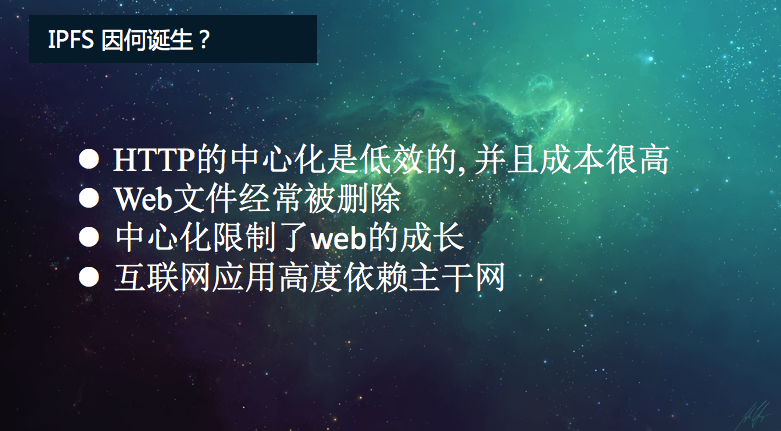 IPFS 因何诞生？
● HTTP的中心化是低效的, 并且成本很高
● Web文件经常被删除
● 中心化限制了web的成长
● 互联网应用高度依赖主干网